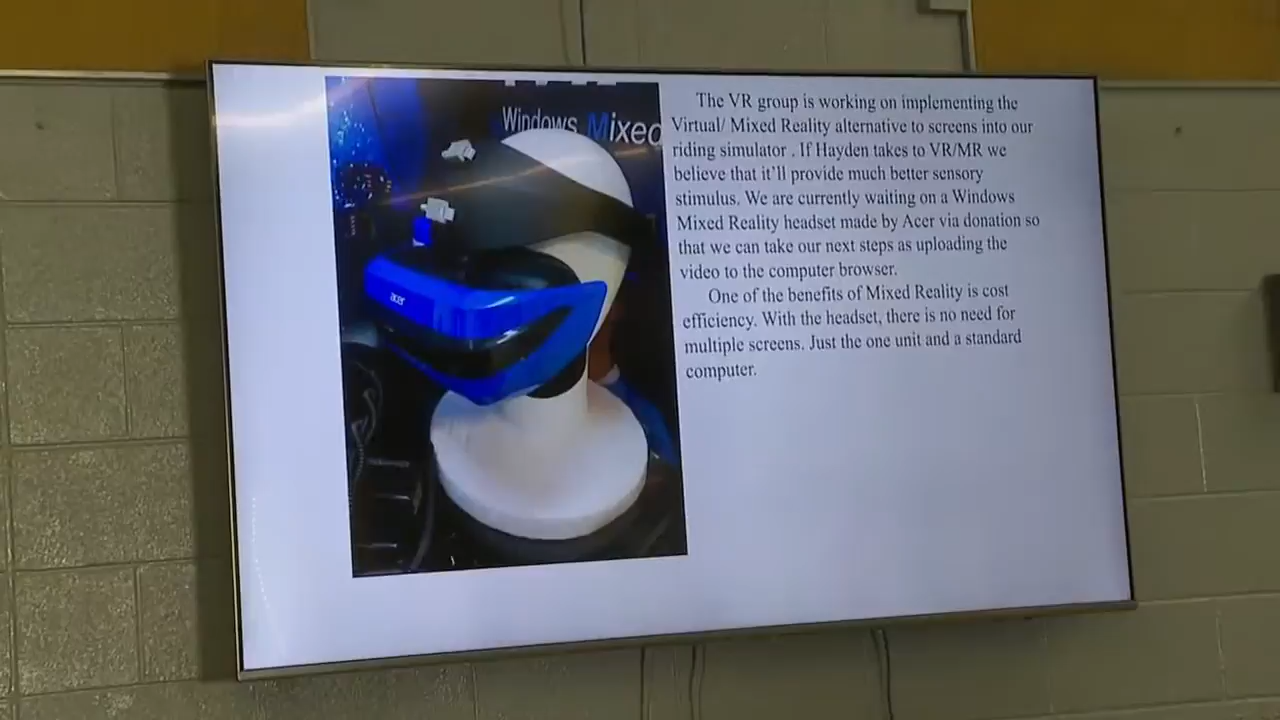 Windows Mixed
acer
The VR group is working on implementing the
Virtual/ Mixed Reality alternative to screens into our
riding simulator . If Hayden takes to VR/MR we
believe that it'll provide much better sensory
stimulus. We are currently waiting on a Windows
Mixed Reality headset made by Acer via donation so
that we can take our next steps as uploading the
video to the computer browser.
One of the benefits of Mixed Reality is cost
efficiency. With the headset, there is no need for
multiple screens. Just the one unit and a standard
computer.